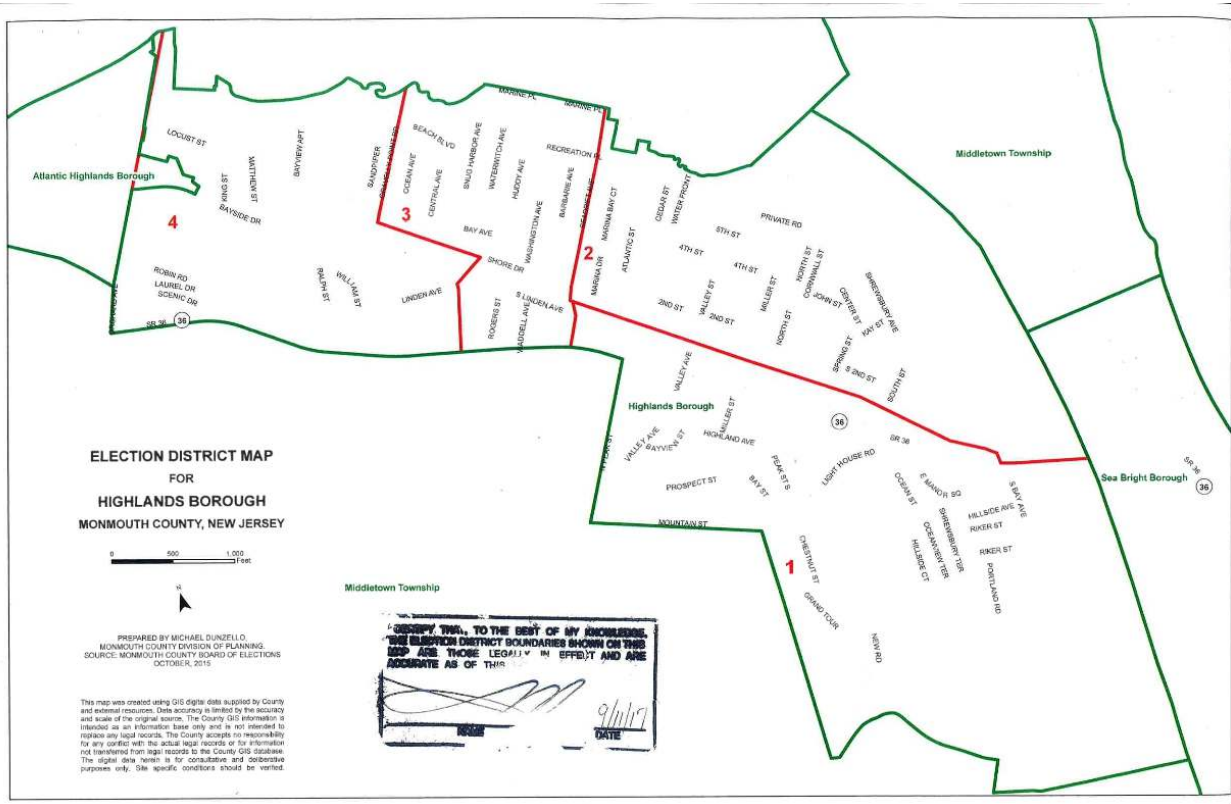 MARINE PL
MARINE PL
LOCUST ST
BAYVIEW APT
SANDPIPER
BEACH BLVD
OCEAN AVE
SNUG HARBOR AVE
WATERWITCH AVE
RECREATION PL
Middletown Township
Atlantic Highlands Borough
KING ST
MATTHEW ST
BAYSIDE DR
4
3
CENTRAL AVE
HUDDY AVE
BARBARIE AVE
WASHINGTON AVE
BAY AVE
SHORE DR
2
MARINA BAY CT
CEDAR ST
WATER FRONT
PRIVATE RD
5TH ST
4TH ST
4TH ST
ATLANTIC ST
MARINA DR
NORTH ST
CORNWALL ST
SHREWSBURY AVE
ROBIN RD
LAUREL DR
SCENIC DR
RALPH ST
WILLIAM ST
LINDEN AVE
S LINDEN AVE
ROGERS ST
WADDELL AVE
2ND ST
VALLEY ST
2ND ST
MILLER ST
NORTH ST
JOHN ST
CENTER ST
KAY ST
SR 36
36
SPRING ST
S 2ND ST
SOUTH ST
VALLEY AVE
Highlands Borough
MILLER ST
36
SR 36
VALLEY AVE
BAYVIEW ST
HIGHLAND AVE
N PEAK ST
PROSPECT ST
BAY ST
PEAK ST S
LIGHT HOUSE RD
OCEAN ST
E MANOR SQ
S BAY AVE
HILLSIDE AVE
RIKER ST
RIKER ST
Sea Bright Borough
SR 36
36
MOUNTAIN ST
CHESTNUT ST
SHREWSBURY TER
OCEANVIEW TER
HILLSIDE CT
PORTLAND RD
1
GRAND TOUR
NEW RD
ELECTION DISTRICT MAP
FOR
HIGHLANDS BOROUGH
MONMOUTH COUNTY, NEW JERSEY
0 500 1,000
Feet
Middletown Township
PREPARED BY MICHAEL DUNZELLO,
MONMOUTH COUNTY DIVISION OF PLANNING.
SOURCE: MONMOUTH COUNTY BOARD OF ELECTIONS
OCTOBER, 2015
This map was created using GIS digital data supplied by County
and external resources. Data accuracy is limited by the accuracy
and scale of the original source. The County GIS information is
intended as an information base only and is not intended to
replace any legal records. The County accepts no responsibility
for any conflict with the actual legal records or for information
not transferred from legal records to the County GIS database.
The digital data herein is for consultative and deliberative
purposes only. Site specific conditions should be verified.
CERTIFY THAT, TO THE BEST OF MY KNOWLEDGE,
THE ELECTION DISTRICT BOUNDARIES SHOWN ON THIS
MAP ARE THOSE LEGALLY IN EFFECT AND ARE
ACCURATE AS OF THIS
9/11/17
NAME DATE